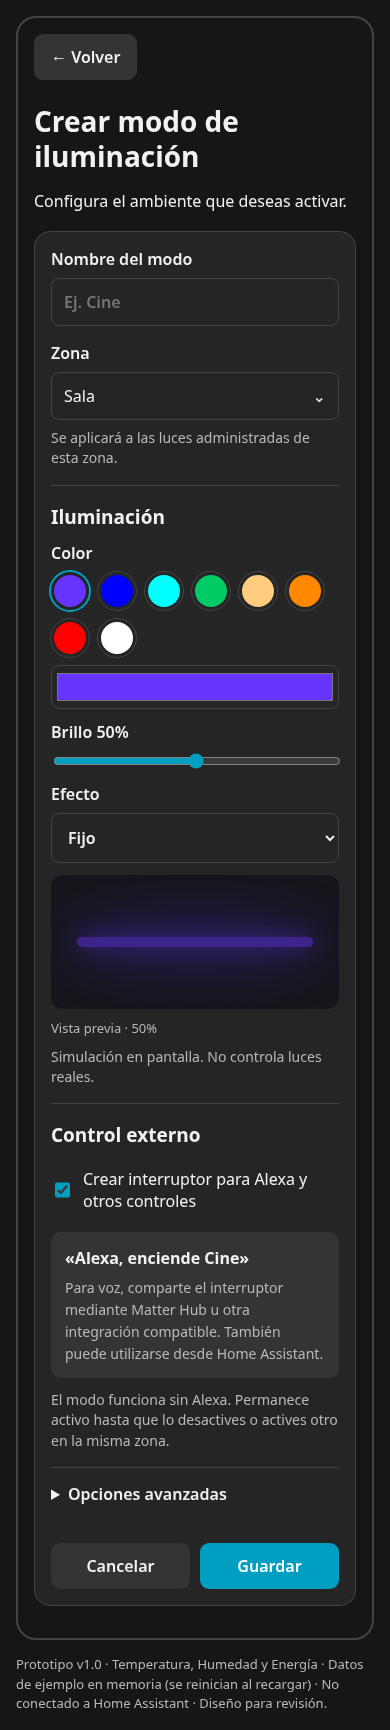 ← Volver
Crear modo de
iluminación
Configura el ambiente que deseas activar.
Nombre del modo
Ej. Cine
Zona
Sala
Se aplicará a las luces administradas de
esta zona.
Iluminación
Color
Brillo 50%
Efecto
Fijo
Vista previa · 50%
Simulación en pantalla. No controla luces
reales.
Control externo
Crear interruptor para Alexa y
otros controles
«Alexa, enciende Cine»
Para voz, comparte el interruptor
mediante Matter Hub u otra
integración compatible. También
puede utilizarse desde Home Assistant.
El modo funciona sin Alexa. Permanece
activo hasta que lo desactives o actives otro
en la misma zona.
Opciones avanzadas
Cancelar
Guardar
Prototipo v1.0 · Temperatura, Humedad y Energía · Datos
de ejemplo en memoria (se reinician al recargar) · No
conectado a Home Assistant · Diseño para revisión.